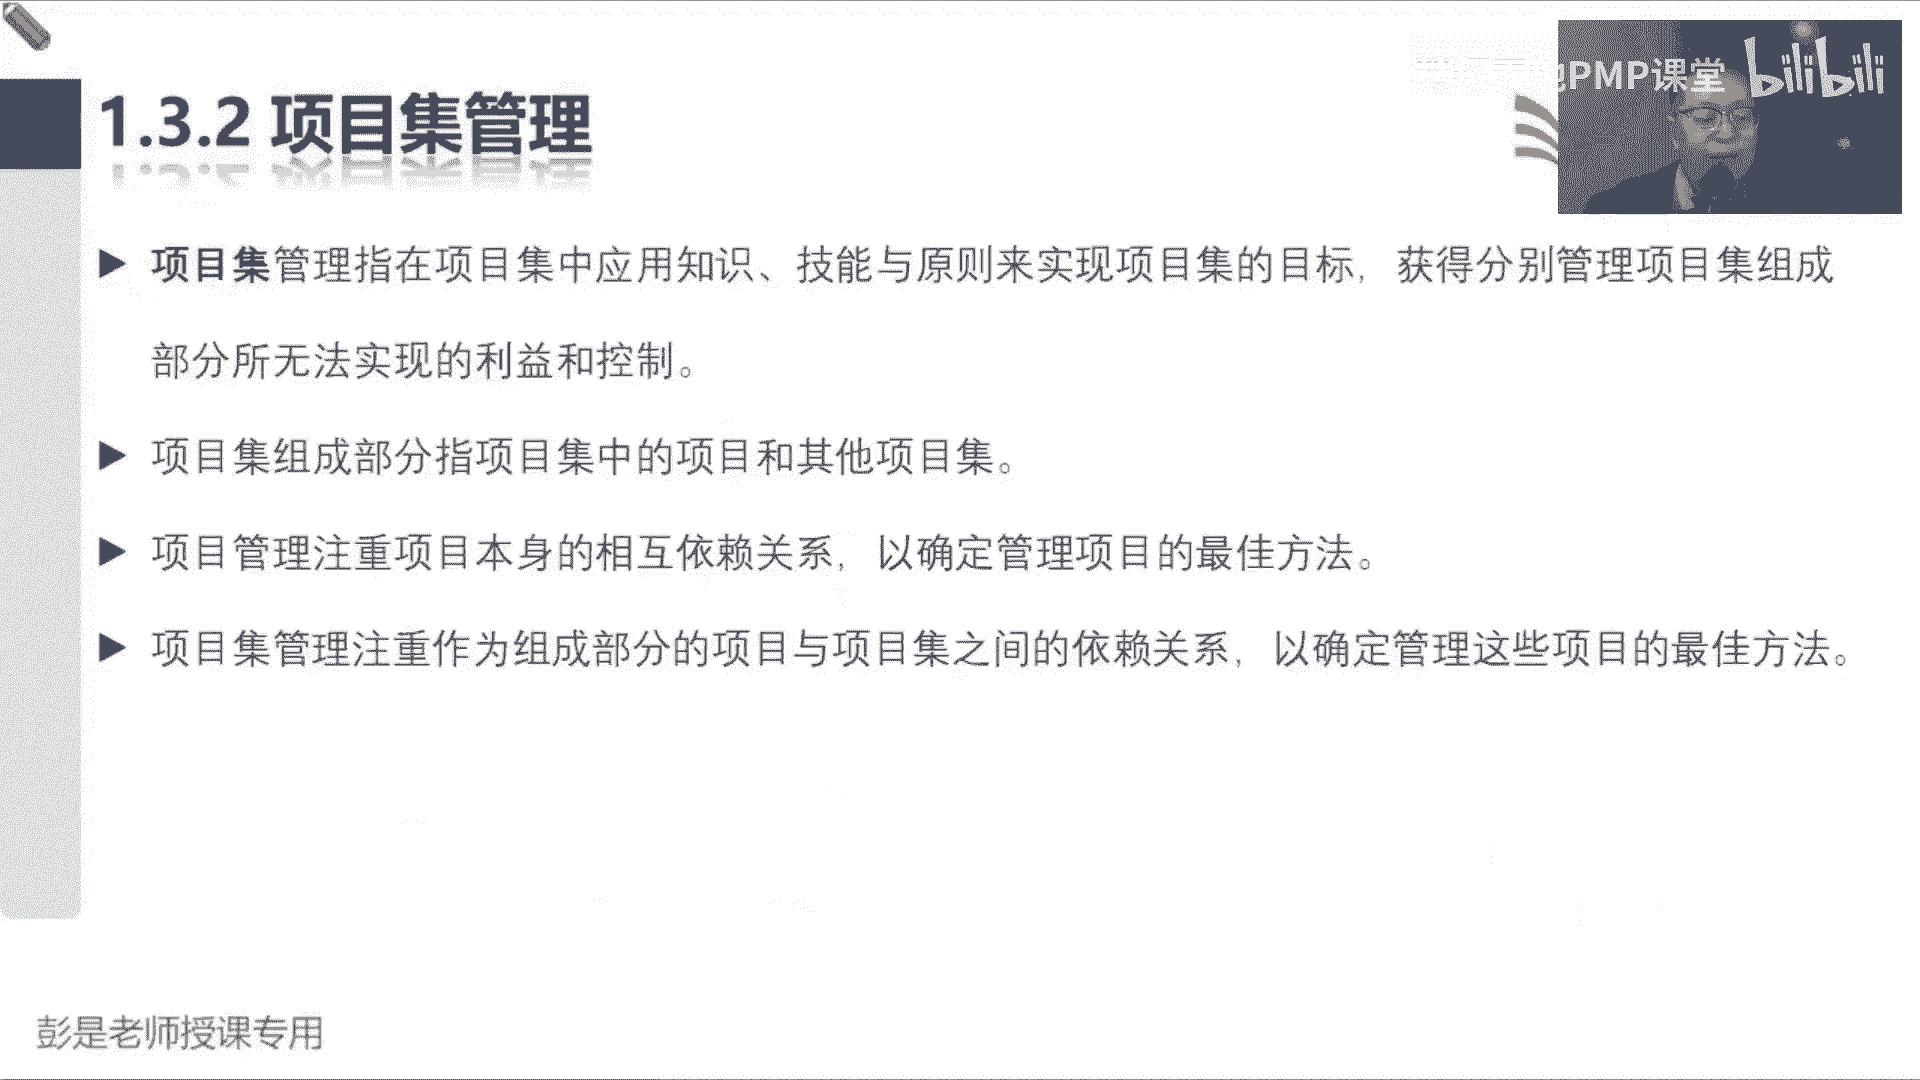 PMP课堂
bilibili
1.3.2 项目集管理
项目集管理指在项目集中应用知识、技能与原则来实现项目集的目标，获得分别管理项目集组成
部分所无法实现的利益和控制。
项目集组成部分指项目集中的项目和其他项目集。
项目管理注重项目本身的相互依赖关系，以确定管理项目的最佳方法。
项目集管理注重作为组成部分的项目与项目集之间的依赖关系，以确定管理这些项目的最佳方法。
彭是老师授课专用